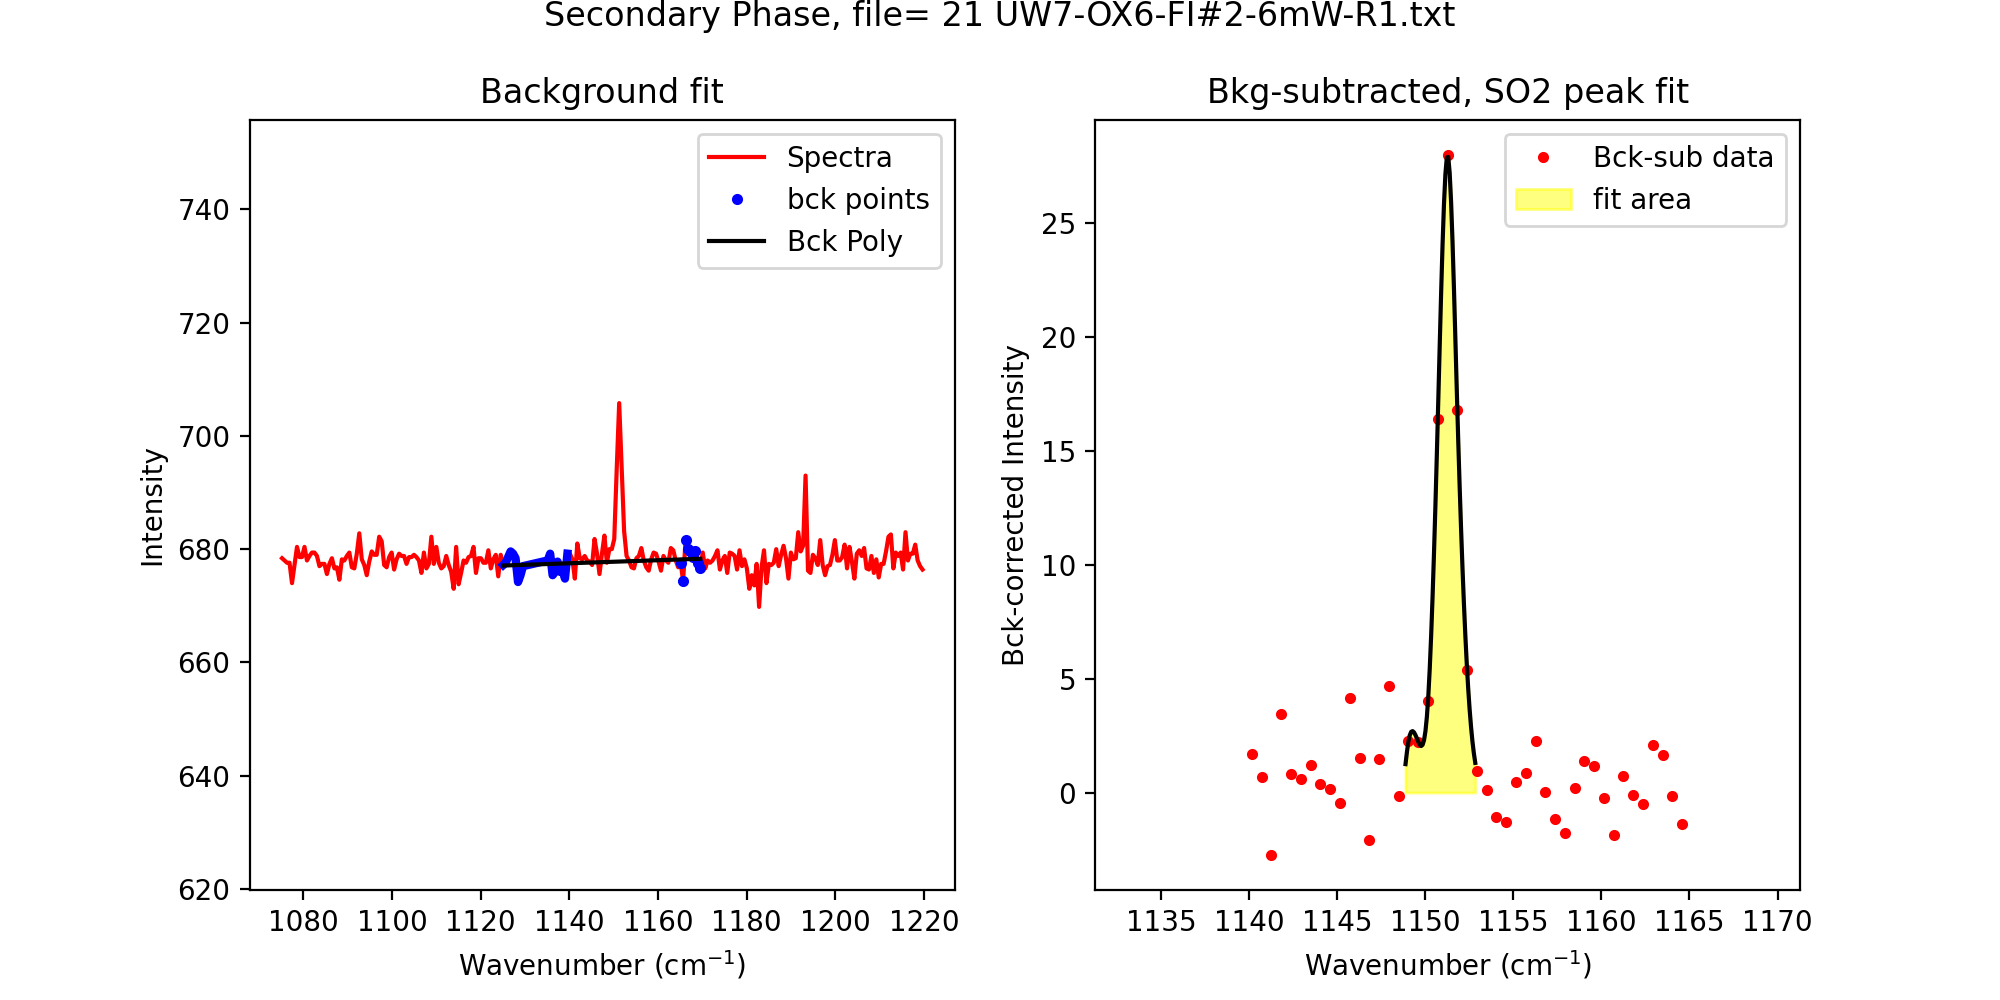 Secondary Phase, file= 21 UW7-OX6-FI#2-6mW-R1.txt
Background fit
Spectra
bck points
Bck Poly
Intensity
740
720
700
680
660
640
620
1080 1100 1120 1140 1160 1180 1200 1220
Wavenumber (cm⁻¹)
Bkg-subtracted, SO2 peak fit
Bck-sub data
fit area
Bck-corrected Intensity
25
20
15
10
5
0
1135 1140 1145 1150 1155 1160 1165 1170
Wavenumber (cm⁻¹)